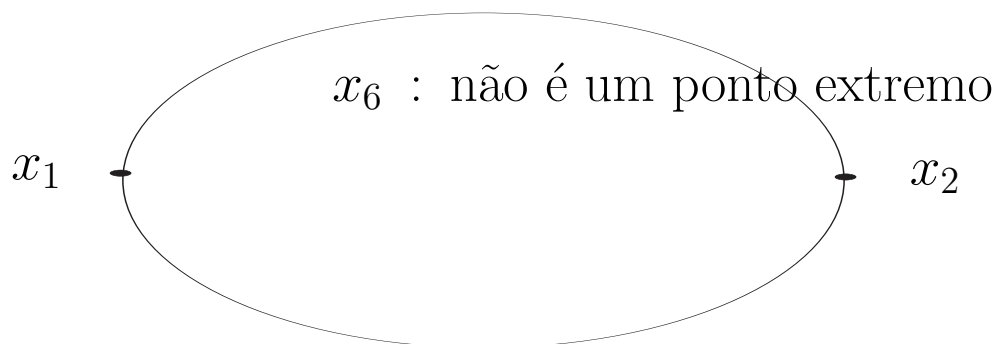 x₆ : não é um ponto extremo
x₁
x₂